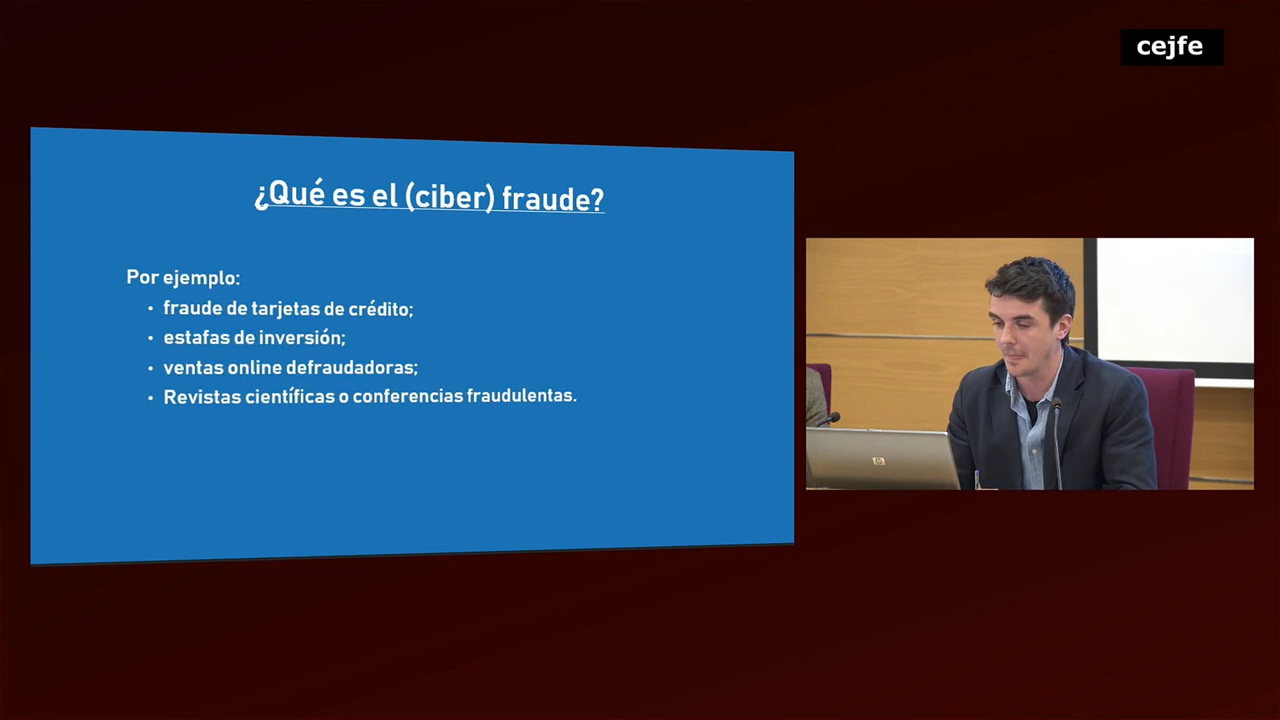 cejfe
¿Qué es el (ciber) fraude?
Por ejemplo:
• fraude de tarjetas de crédito;
• estafas de inversión;
• ventas online defraudadoras;
• Revistas científicas o conferencias fraudulentas.
hp